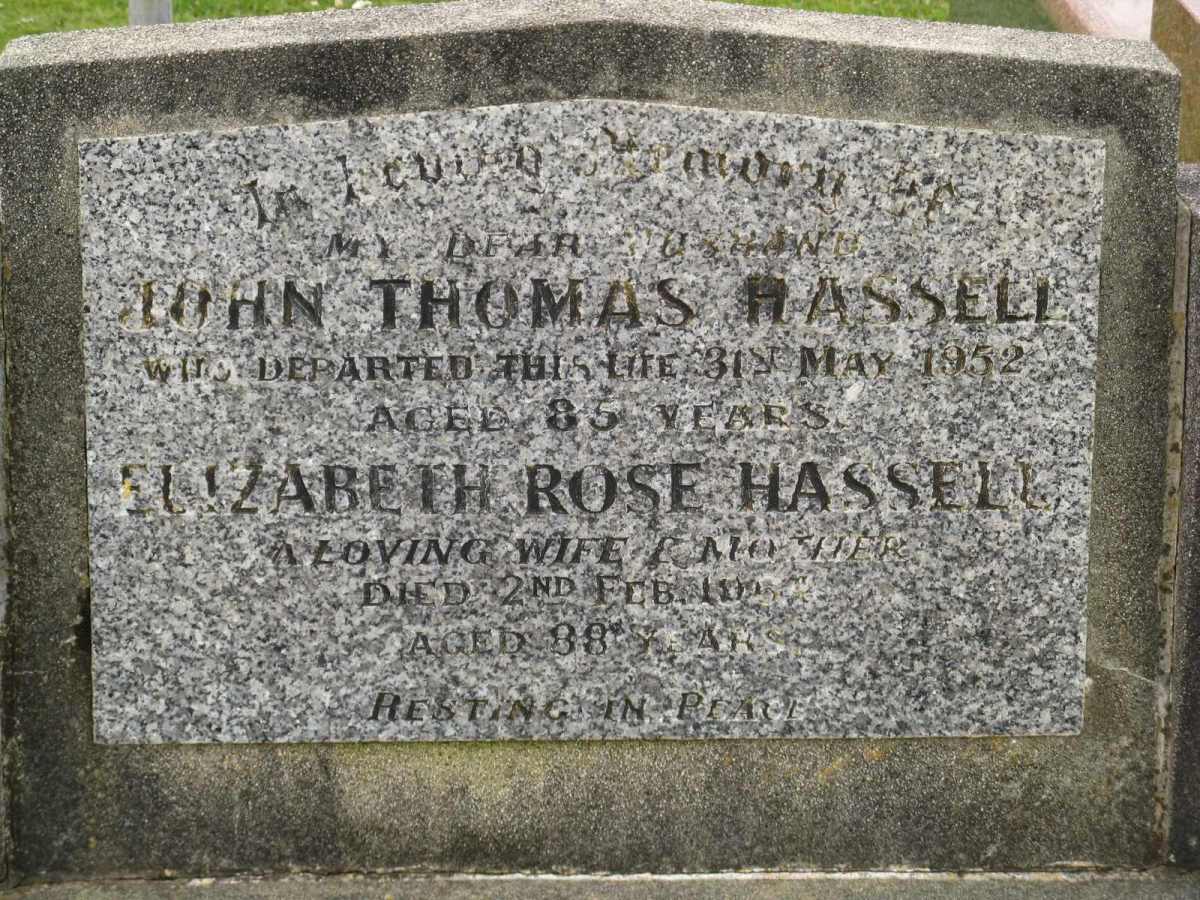 In Loving Memory Of
MY DEAR HUSBAND
JOHN THOMAS HASSELL
WHO DEPARTED THIS LIFE 31ST MAY 1952
AGED 85 YEARS.
ELIZABETH ROSE HASSELL
A LOVING WIFE & MOTHER
DIED 2ND FEB.
AGED 88 YEARS.
RESTING IN PEACE